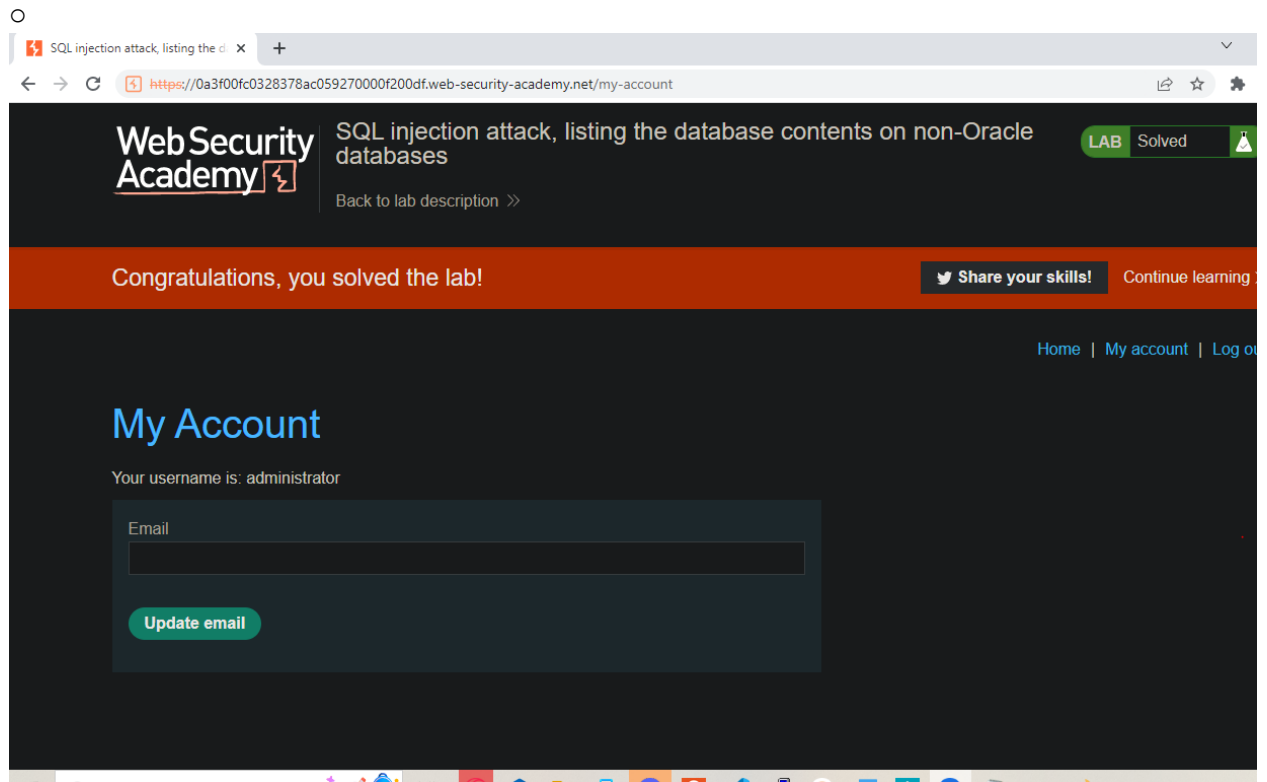 o
SQL injection attack, listing the d
https://0a3f00fc0328378ac059270000f200df.web-security-academy.net/my-account
Web Security
Academy
SQL injection attack, listing the database contents on non-Oracle
databases
LAB Solved
Back to lab description
Congratulations, you solved the lab!
Share your skills!
Continue learning
Home | My account | Log ou
My Account
Your username is: administrator
Email
Update email